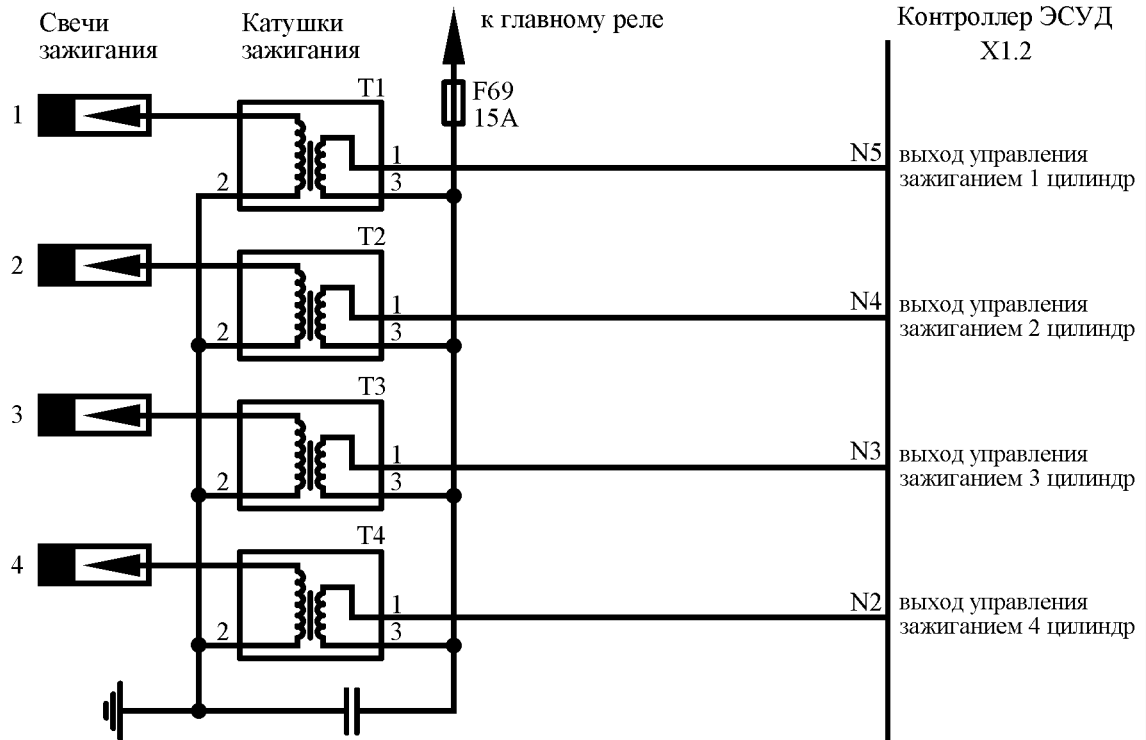 Свечи
зажигания
Катушки
зажигания
к главному реле
Контроллер ЭСУД
X1.2
F69
15A
1
T1
1
2
3
N5
выход управления
зажиганием 1 цилиндр
2
T2
1
2
3
N4
выход управления
зажиганием 2 цилиндр
3
T3
1
2
3
N3
выход управления
зажиганием 3 цилиндр
4
T4
1
2
3
N2
выход управления
зажиганием 4 цилиндр